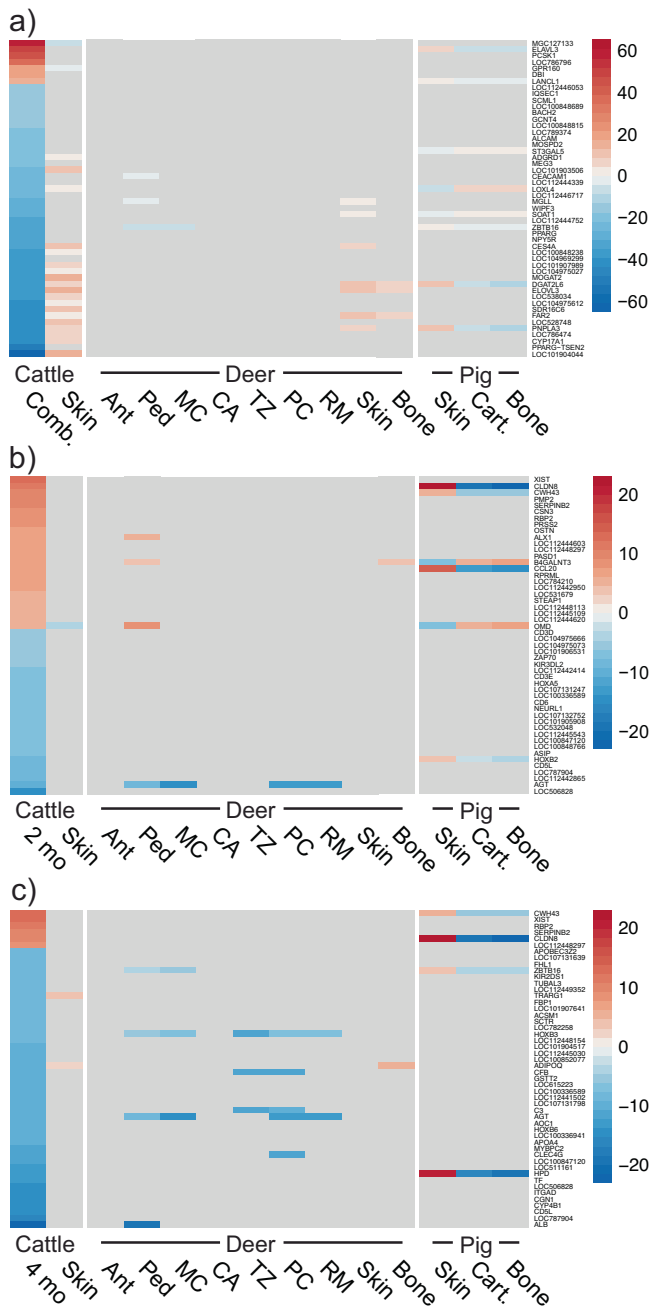 a)
MGC127133
ELAVL3
PCSK1
LOC786796
GPR160
DBI
LANCL1
LOC112446053
IQSEC1
SCML1
LOC100848689
BACH2
GCNT4
LOC100848815
LOC789374
ALCAM
MOSPD2
ST3GAL5
ADGRD1
MEG3
LOC101903506
CEACAM1
LOC112444339
LOXL4
LOC112446717
MGLL
WIPF3
SOAT1
LOC112444752
ZBTB16
PPARG
NPY5R
CES4A
LOC100848238
LOC104969299
LOC101907989
LOC104975027
MOGAT2
DGAT2L6
ELOVL3
LOC538034
LOC104975612
SDR16C6
FAR2
LOC528748
PNPLA3
LOC786474
CYP17A1
PPARG-TSEN2
LOC101904044
60
40
20
0
−20
−40
−60
Cattle Deer Pig
Comb. Skin Ant Ped MC CA TZ PC RM Skin Bone Skin Cart. Bone
b)
XIST
CLDN8
CWH43
PMP2
SERPINB2
CSN3
RBP2
PRSS2
OSTN
ALX1
LOC112444603
LOC112448297
PASD1
B4GALNT3
CCL20
RPRML
LOC784210
LOC112442950
LOC531679
STEAP1
LOC112448113
LOC112445109
LOC112444620
OMD
CD3D
LOC104975666
LOC104975073
LOC101906531
ZAP70
KIR3DL2
LOC112442414
CD3E
HOXA5
LOC107131247
LOC100336589
CD6
NEURL1
LOC107132752
LOC101905908
LOC532048
LOC112445543
LOC100847120
LOC100848766
ASIP
HOXB2
CD5L
LOC787904
LOC112442865
AGT
LOC506828
20
10
0
−10
−20
Cattle Deer Pig
2 mo Skin Ant Ped MC CA TZ PC RM Skin Bone Skin Cart. Bone
c)
CWH43
XIST
RBP2
SERPINB2
CLDN8
LOC112448297
APOBEC3Z2
LOC107131639
FHL1
ZBTB16
KIR2DS1
TUBAL3
LOC112449352
TRARG1
FBP1
LOC101907641
ACSM1
SCTR
LOC782258
HOXB3
LOC112448154
LOC101904517
LOC112445030
LOC100852077
ADIPOQ
CFB
GSTT2
LOC615223
LOC100336589
LOC112441502
LOC107131798
C3
AGT
AOC1
HOXB6
LOC100336941
APOA4
MYBPC2
CLEC4G
LOC100847120
LOC511161
HPD
TF
LOC506828
ITGAD
CGN1
CYP4B1
CD5L
LOC787904
ALB
20
10
0
−10
−20
Cattle Deer Pig
4 mo Skin Ant Ped MC CA TZ PC RM Skin Bone Skin Cart. Bone